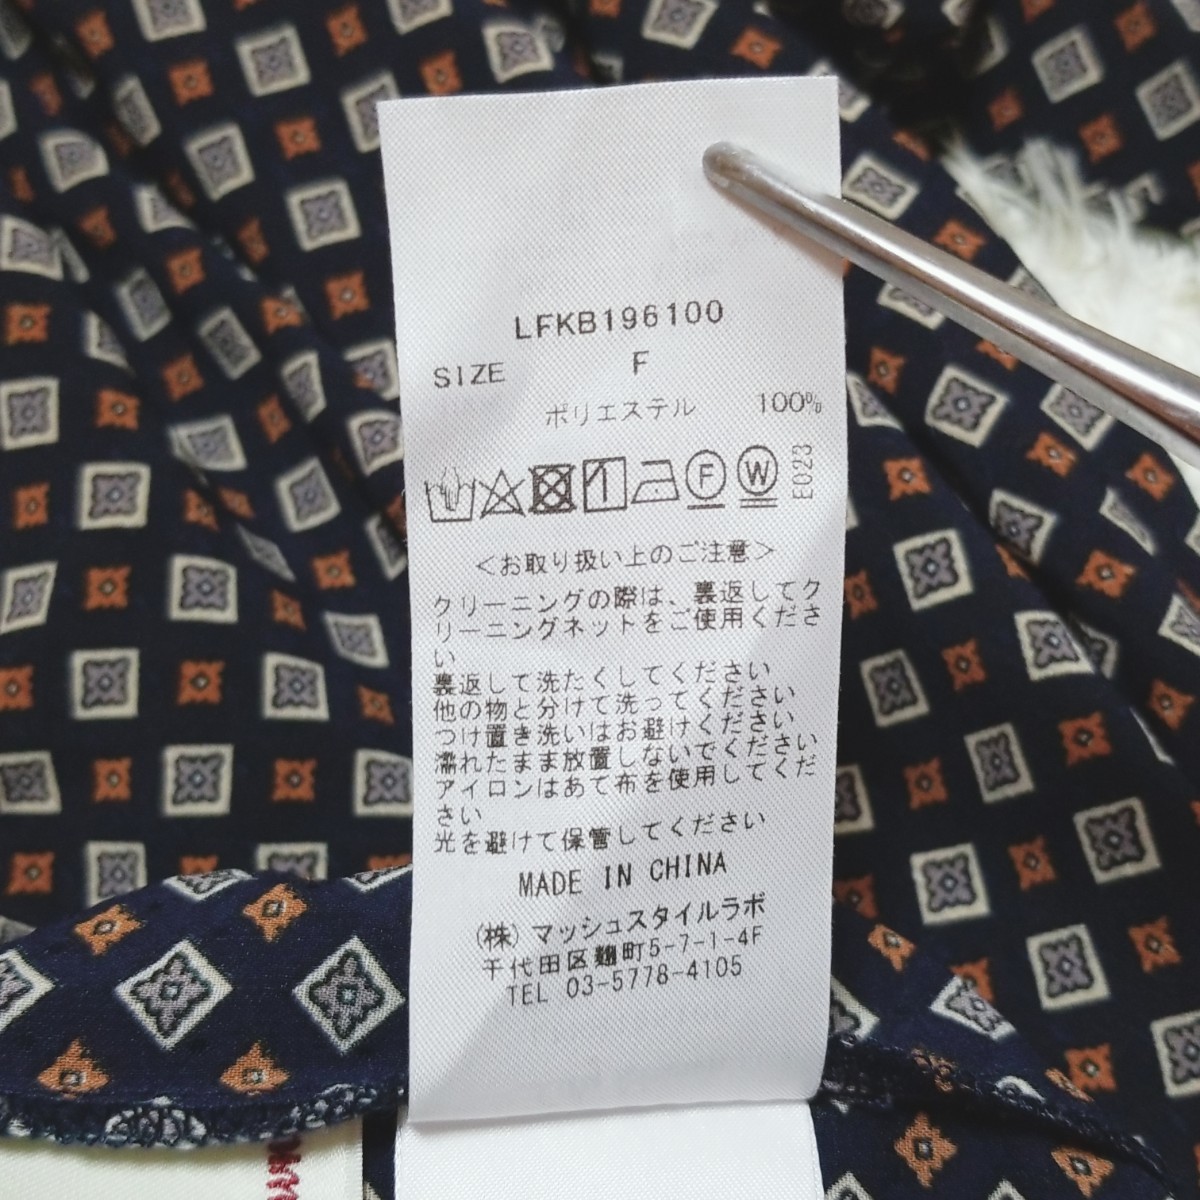 LFKB196100
SIZE F
ポリエステル 100%
F W E023
<お取り扱い上のご注意>
クリーニングの際は、裏返してク
リーニングネットをご使用くださ
い
裏返して洗たくしてください
他の物と分けて洗ってください
つけ置き洗いはお避けください
濡れたまま放置しないでください
アイロンはあて布を使用してくだ
さい
光を避けて保管してください
MADE IN CHINA
(株)マッシュスタイルラボ
千代田区麹町5-7-1-4F
TEL 03-5778-4105